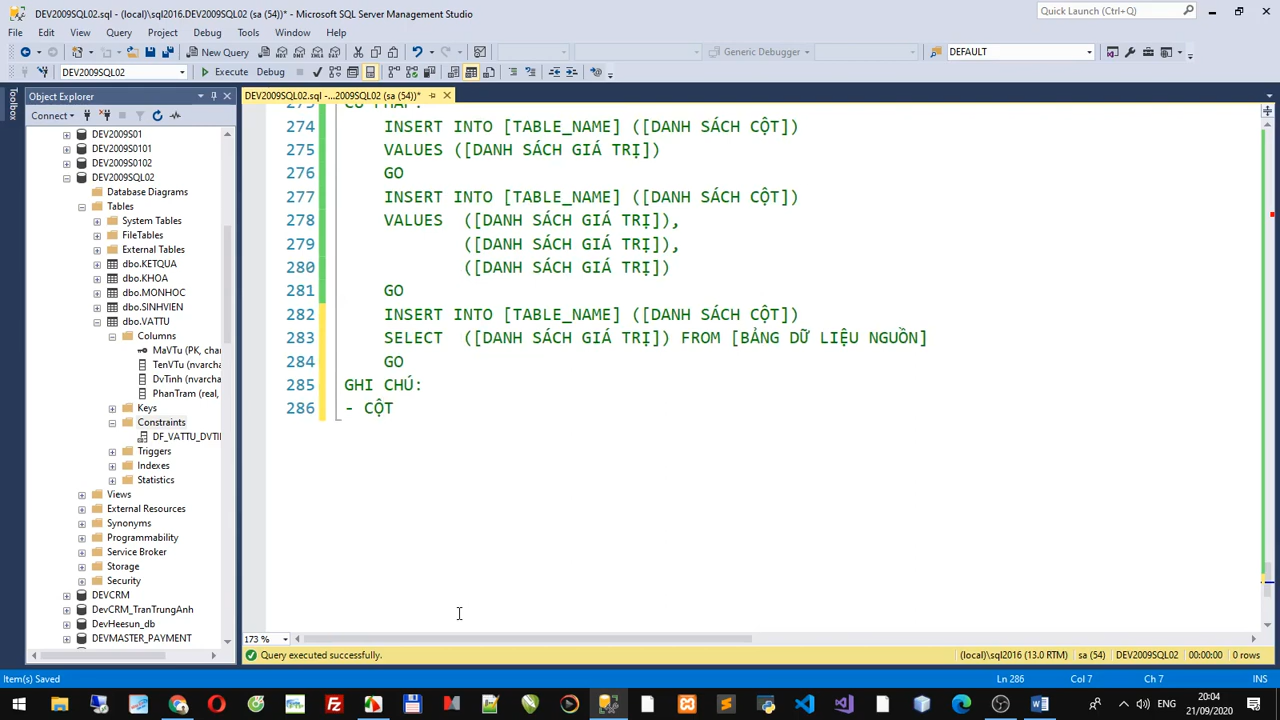 DEV2009SQL02.sql - (local)\sql2016.DEV2009SQL02 (sa (54))* - Microsoft SQL Server Management Studio
Quick Launch (Ctrl+Q)
File Edit View Query Project Debug Tools Window Help
New Query
Generic Debugger
DEFAULT
DEV2009SQL02
Execute Debug
Toolbox
Object Explorer
Connect
DEV2009S01
DEV2009S0101
DEV2009S0102
DEV2009SQL02
Database Diagrams
Tables
System Tables
FileTables
External Tables
dbo.KETQUA
dbo.KHOA
dbo.MONHOC
dbo.SINHVIEN
dbo.VATTU
Columns
MaVTu (PK, cha
TenVTu (nvarcha
DvTinh (nvarcha
PhanTram (real,
Keys
Constraints
DF_VATTU_DVTI
Triggers
Indexes
Statistics
Views
External Resources
Synonyms
Programmability
Service Broker
Storage
Security
DEVCRM
DevCRM_TranTrungAnh
DevHeesun_db
DEVMASTER_PAYMENT
DEV2009SQL02.sql -...2009SQL02 (sa (54))*
274 INSERT INTO [TABLE_NAME] ([DANH SÁCH CỘT])
275 VALUES ([DANH SÁCH GIÁ TRỊ])
276 GO
277 INSERT INTO [TABLE_NAME] ([DANH SÁCH CỘT])
278 VALUES ([DANH SÁCH GIÁ TRỊ]),
279 ([DANH SÁCH GIÁ TRỊ]),
280 ([DANH SÁCH GIÁ TRỊ])
281 GO
282 INSERT INTO [TABLE_NAME] ([DANH SÁCH CỘT])
283 SELECT ([DANH SÁCH GIÁ TRỊ]) FROM [BẢNG DỮ LIỆU NGUỒN]
284 GO
285 GHI CHÚ:
286 - CỘT
173 %
Query executed successfully.
(local)\sql2016 (13.0 RTM) sa (54) DEV2009SQL02 00:00:00 0 rows
Item(s) Saved
Ln 286 Col 7 Ch 7 INS
ENG
20:04
21/09/2020